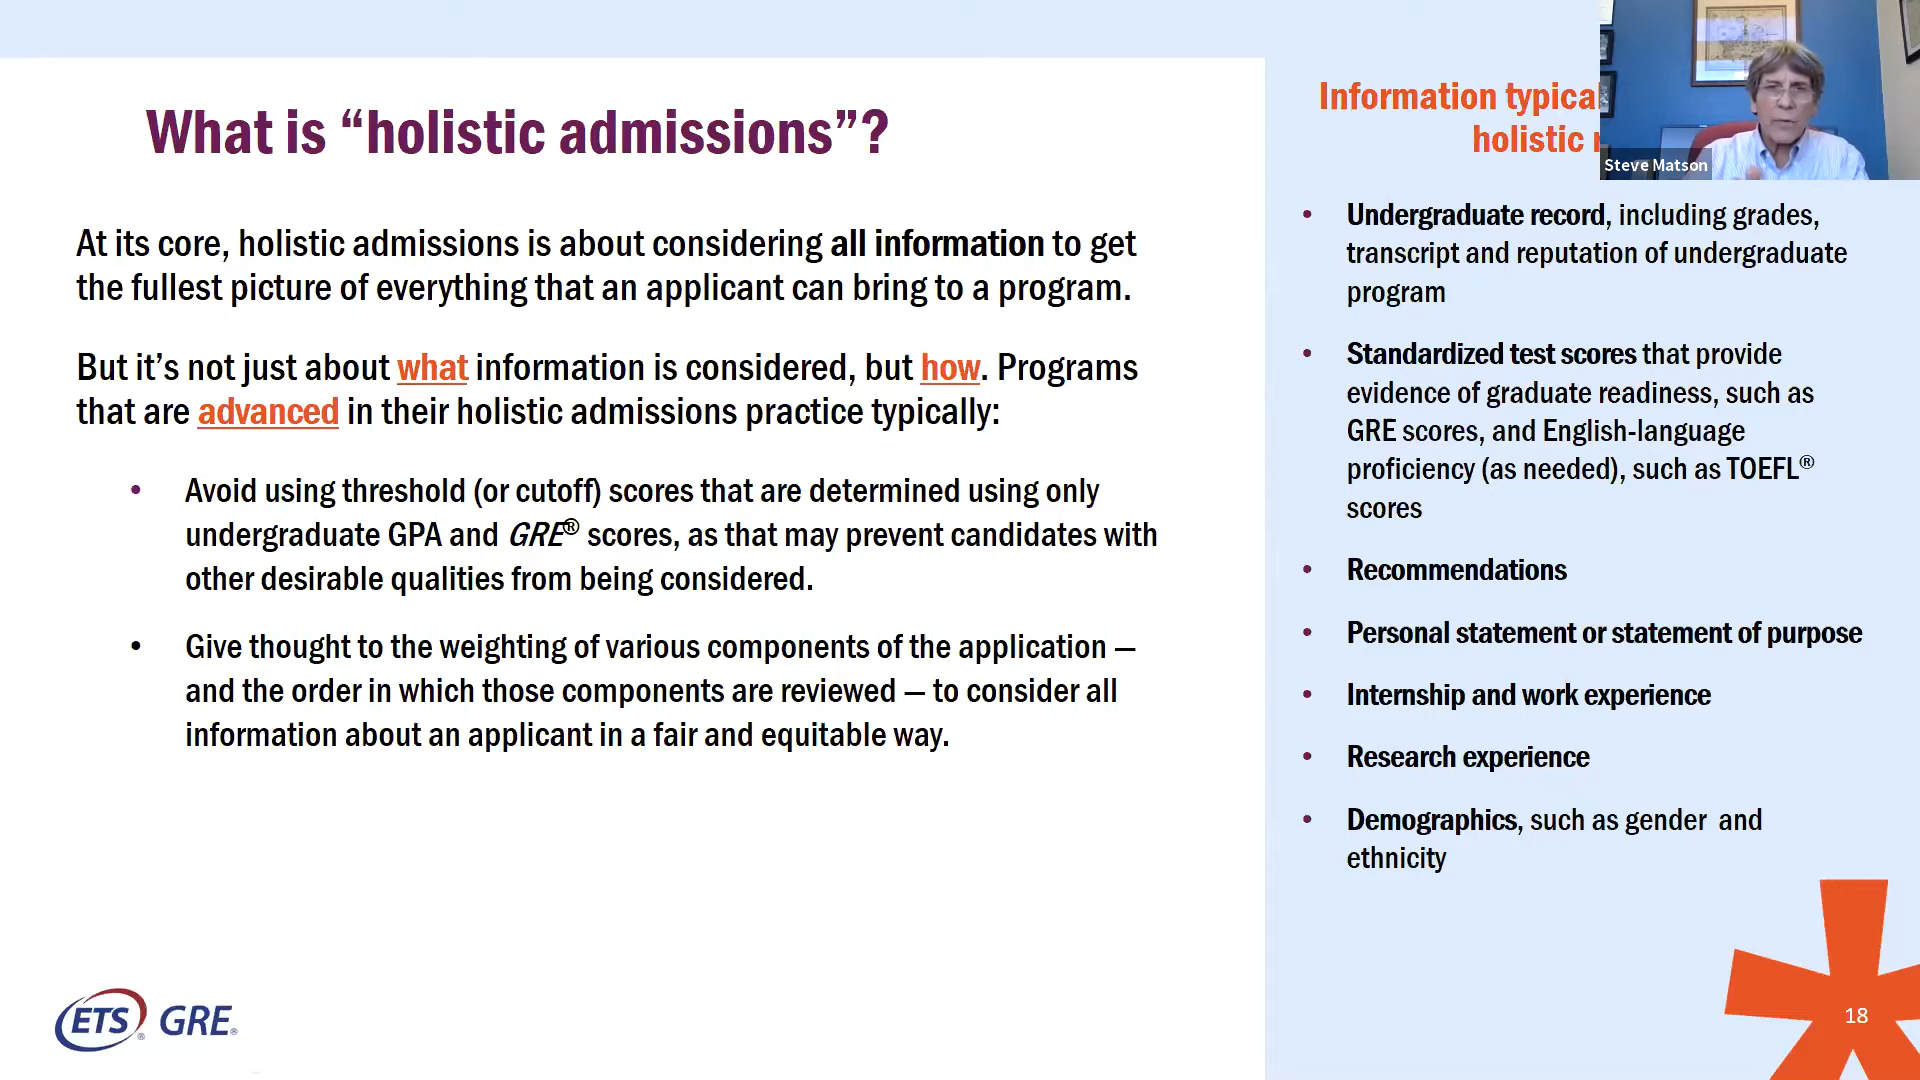 What is “holistic admissions”?
At its core, holistic admissions is about considering all information to get
the fullest picture of everything that an applicant can bring to a program.
But it’s not just about what information is considered, but how. Programs
that are advanced in their holistic admissions practice typically:
• Avoid using threshold (or cutoff) scores that are determined using only
undergraduate GPA and GRE® scores, as that may prevent candidates with
other desirable qualities from being considered.
• Give thought to the weighting of various components of the application —
and the order in which those components are reviewed — to consider all
information about an applicant in a fair and equitable way.
ETS® GRE®
Information
holistic
Steve Matson
• Undergraduate record, including grades,
transcript and reputation of undergraduate
program
• Standardized test scores that provide
evidence of graduate readiness, such as
GRE scores, and English-language
proficiency (as needed), such as TOEFL®
scores
• Recommendations
• Personal statement or statement of purpose
• Internship and work experience
• Research experience
• Demographics, such as gender and
ethnicity
18